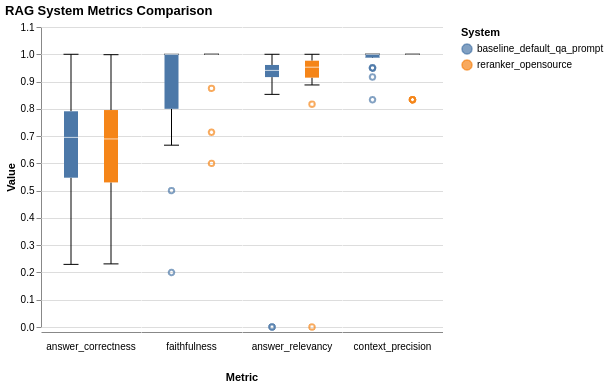 RAG System Metrics Comparison
1.1
1.0
0.9
0.8
0.7
0.6
0.5
0.4
0.3
0.2
0.1
0.0
Value
answer_correctness
faithfulness
answer_relevancy
context_precision
Metric
System
baseline_default_qa_prompt
reranker_opensource